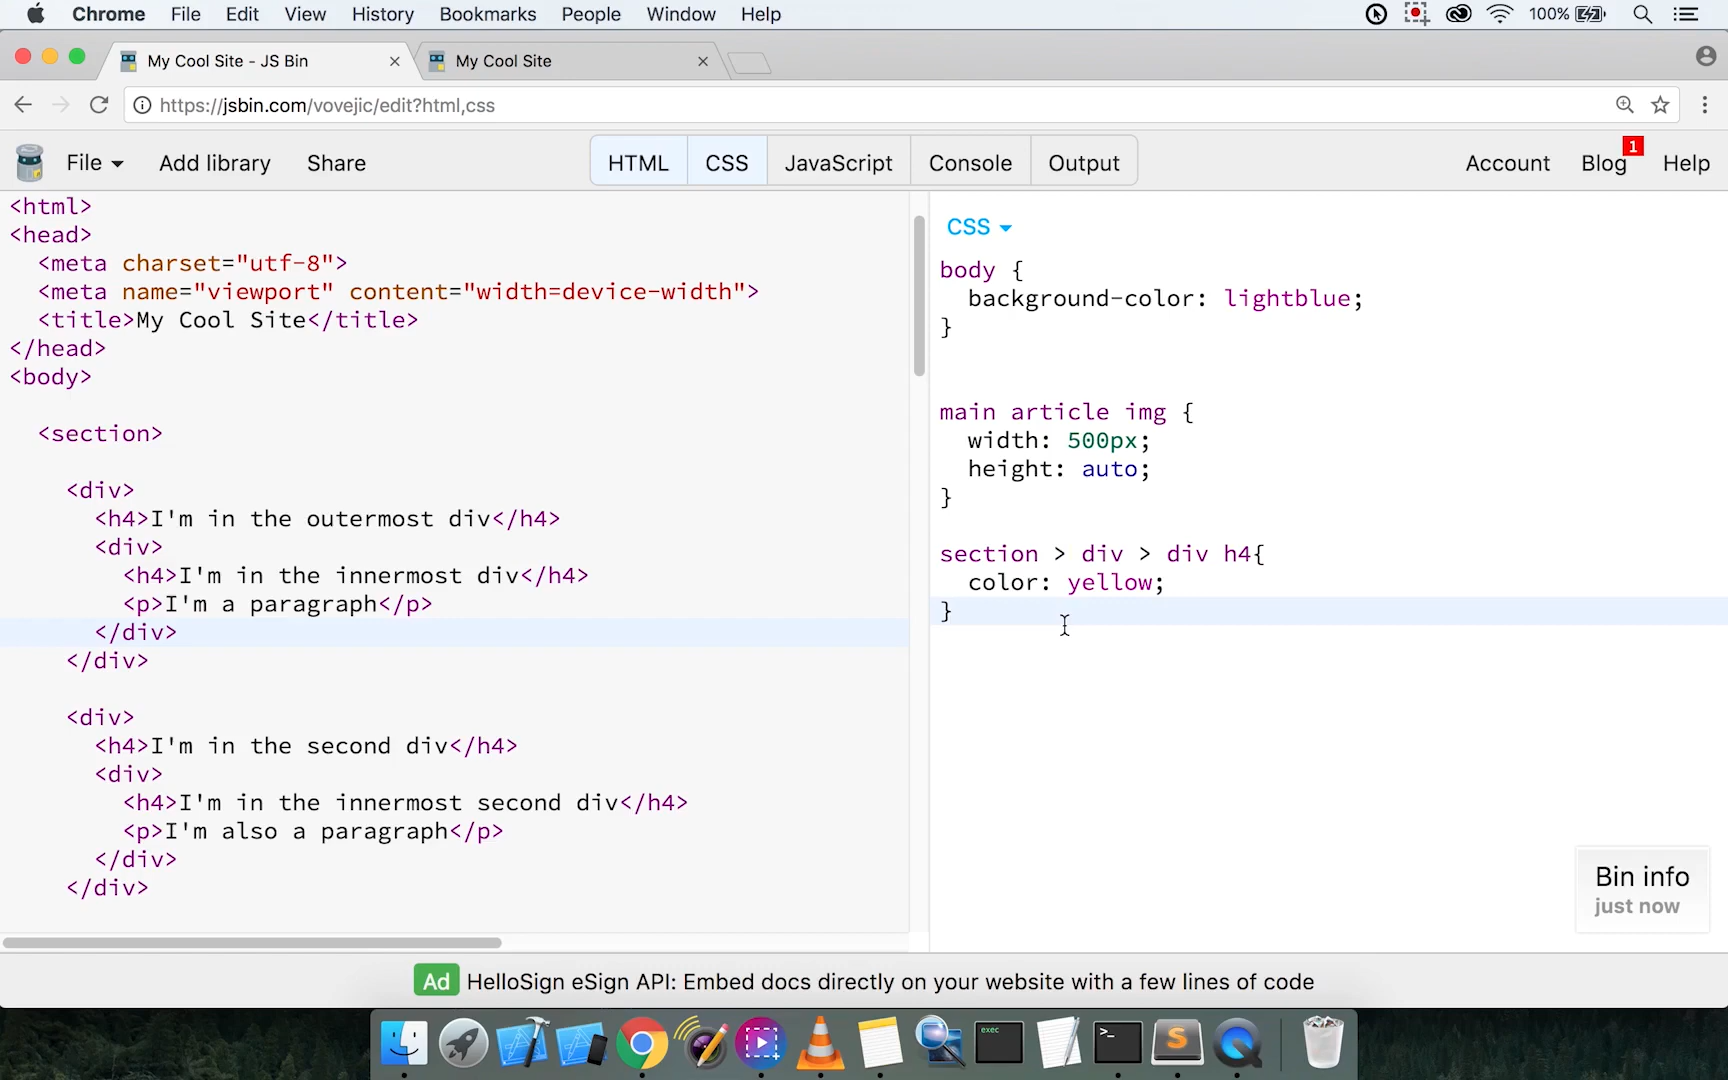 Chrome File Edit View History Bookmarks People Window Help 100%
My Cool Site - JS Bin My Cool Site
https://jsbin.com/vovejic/edit?html,css
File Add library Share HTML CSS JavaScript Console Output Account Blog 1 Help
<html>
<head>
<meta charset="utf-8">
<meta name="viewport" content="width=device-width">
<title>My Cool Site</title>
</head>
<body>
<section>
<div>
<h4>I'm in the outermost div</h4>
<div>
<h4>I'm in the innermost div</h4>
<p>I'm a paragraph</p>
</div>
</div>
<div>
<h4>I'm in the second div</h4>
<div>
<h4>I'm in the innermost second div</h4>
<p>I'm also a paragraph</p>
</div>
</div>
CSS
body {
background-color: lightblue;
}
main article img {
width: 500px;
height: auto;
}
section > div > div h4{
color: yellow;
}
Bin info
just now
Ad HelloSign eSign API: Embed docs directly on your website with a few lines of code
exec
>_
S